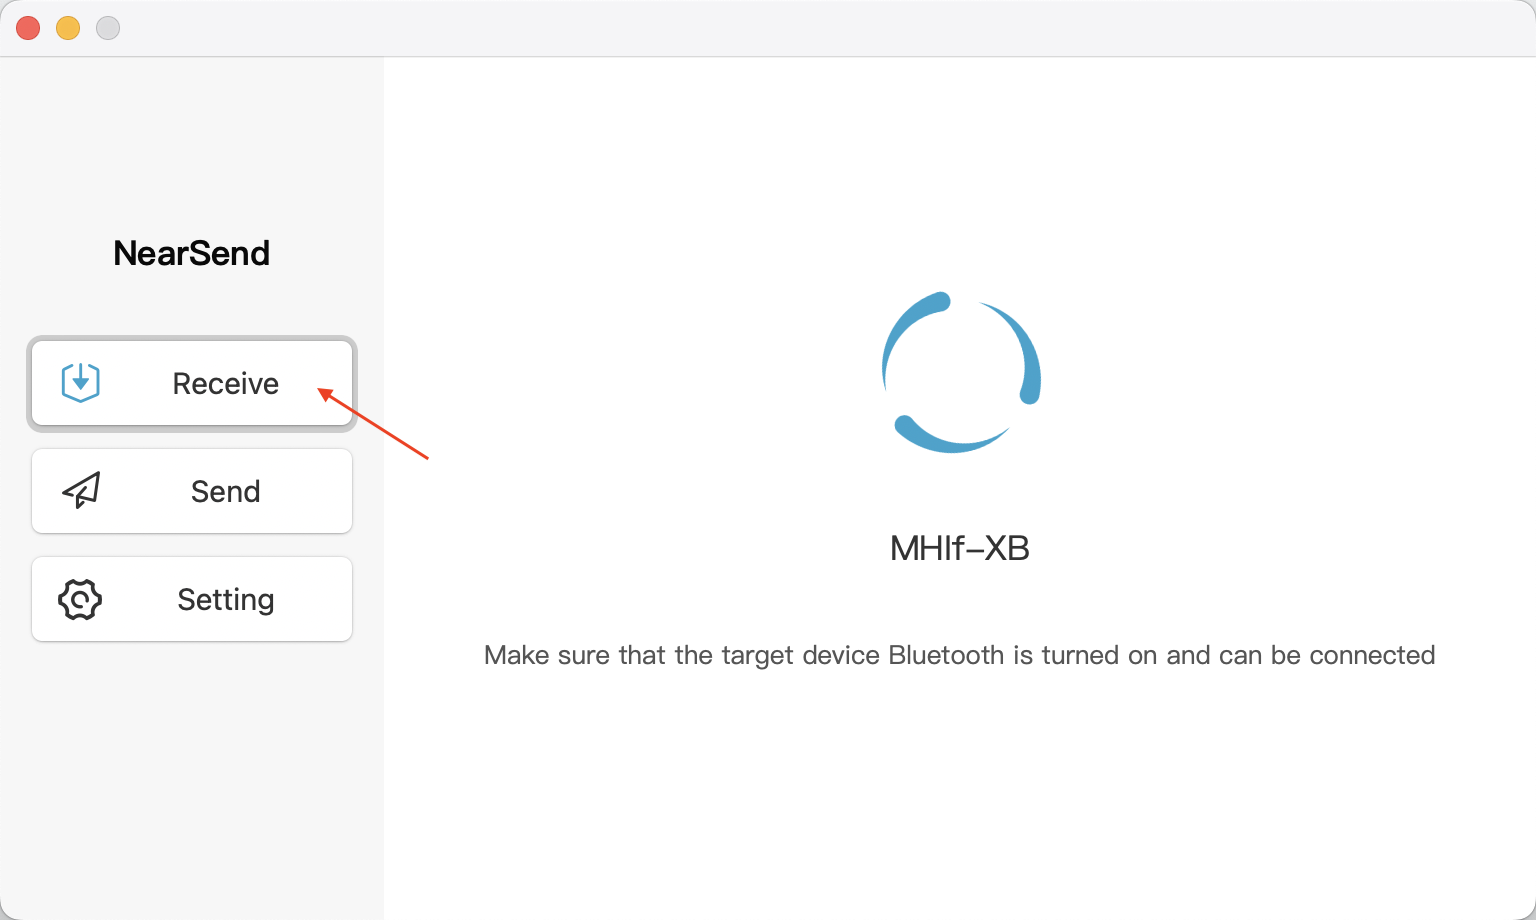 NearSend
Receive
Send
Setting
MHIf-XB
Make sure that the target device Bluetooth is turned on and can be connected